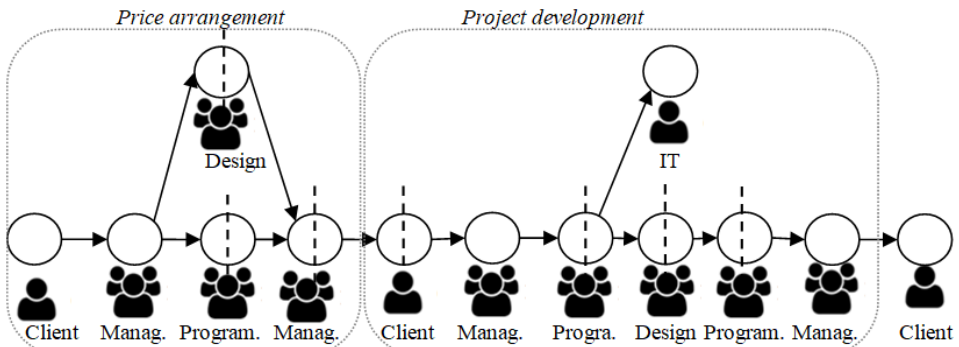 Price arrangement
Project development
Design
IT
Client Manag. Program. Manag. Client Manag. Progra. Design Program. Manag. Client